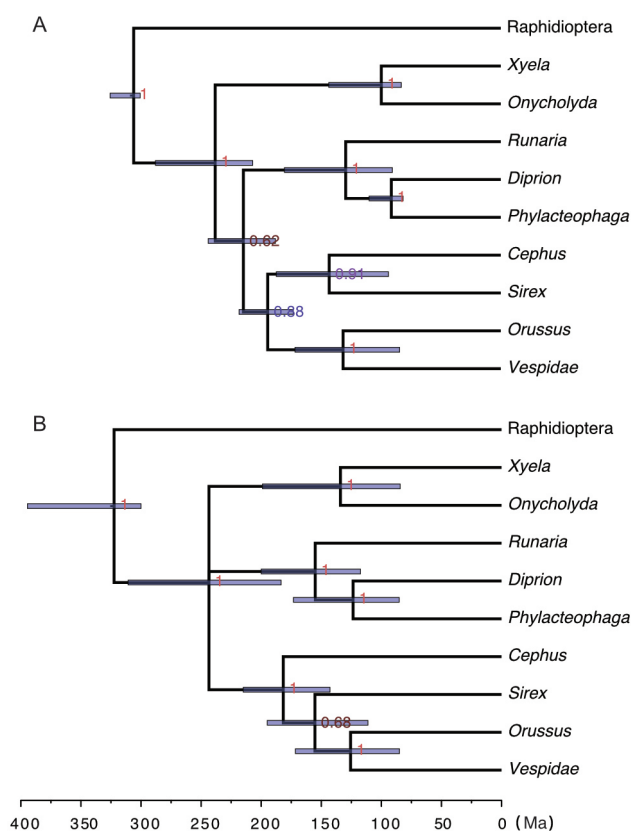 A
Raphidioptera
Xyela
1
1
Onycholyda
Runaria
1
1
Diprion
1
Phylacteophaga
0.62
Cephus
0.91
Sirex
0.88
Orussus
1
Vespidae
B
Raphidioptera
Xyela
1
1
Onycholyda
Runaria
1
1
Diprion
1
Phylacteophaga
Cephus
1
Sirex
0.68
Orussus
1
Vespidae
400 350 300 250 200 150 100 50 0 (Ma)